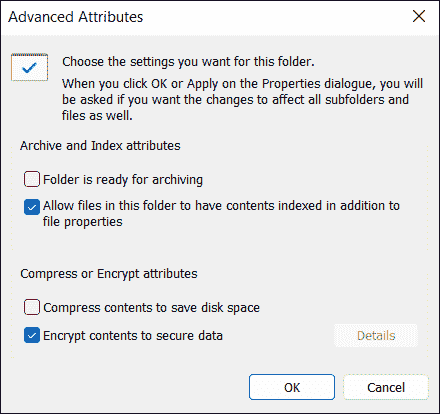 Advanced Attributes
Choose the settings you want for this folder.
When you click OK or Apply on the Properties dialogue, you will
be asked if you want the changes to affect all subfolders and
files as well.
Archive and Index attributes
Folder is ready for archiving
Allow files in this folder to have contents indexed in addition to
file properties
Compress or Encrypt attributes
Compress contents to save disk space
Encrypt contents to secure data
Details
OK
Cancel